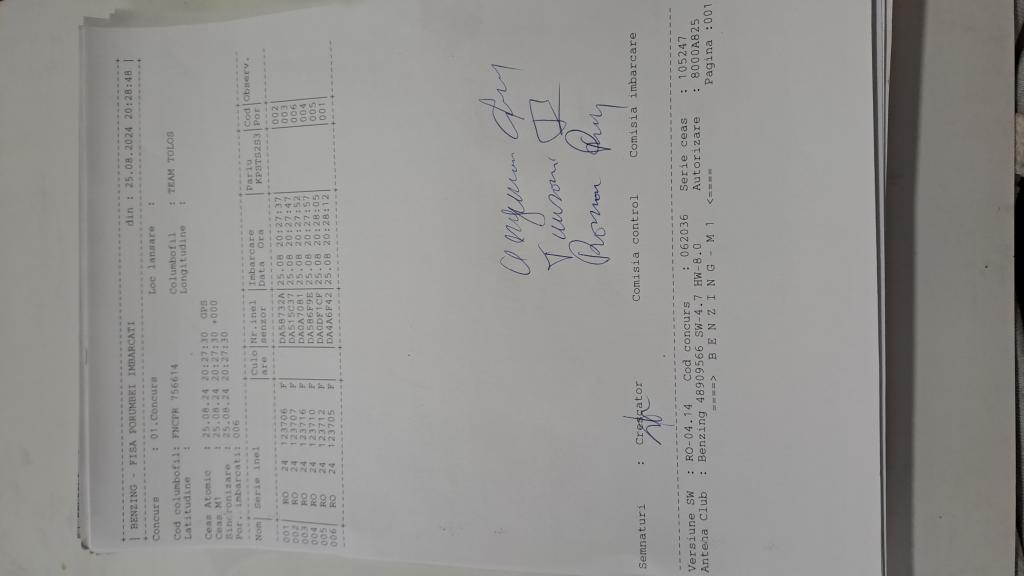 BENZING - FISA PORUMBEI IMBARCATI din : 25.08.2024 20:28:48
Concurs : 01.Concurs Loc lansare :
Cod columbofil: FNCPR 756614 Columbofil : TEAM TOLOS
Latitudine : Longitudine :
Ceas Atomic : 25.08.24 20:27:30 GPS
Ceas M1 : 25.08.24 20:27:30 +000
Sincronizare : 25.08.24 20:27:30
Por. imbarcati: 006
Nom Serie inel Culo Nr.inel Imbarcare Pariu Cod Observ.
are senzor Data Ora KPSTS2S3 Por
001 RO 24 123706 F DA58732A 25.08 20:27:37 002
002 RO 24 123707 F DA515C37 25.08 20:27:47 003
003 RO 24 123716 F DA0A7081 25.08 20:27:52 006
004 RO 24 123710 F DA586F9E 25.08 20:27:57 004
005 RO 24 123712 F DA0DF1CF 25.08 20:28:05 005
006 RO 24 123705 F DA4A6F42 25.08 20:28:12 001
Semnaturi : Crescator Comisia control Comisia imbarcare
Versiune SW : RO-04.14 Cod concurs : 062036 Serie ceas : 105247
Antena Club : Benzing 48909566 SW-4.7 HW-8.0 Autorizare : 8000A825
====> B E N Z I N G - M 1 <==== Pagina :001